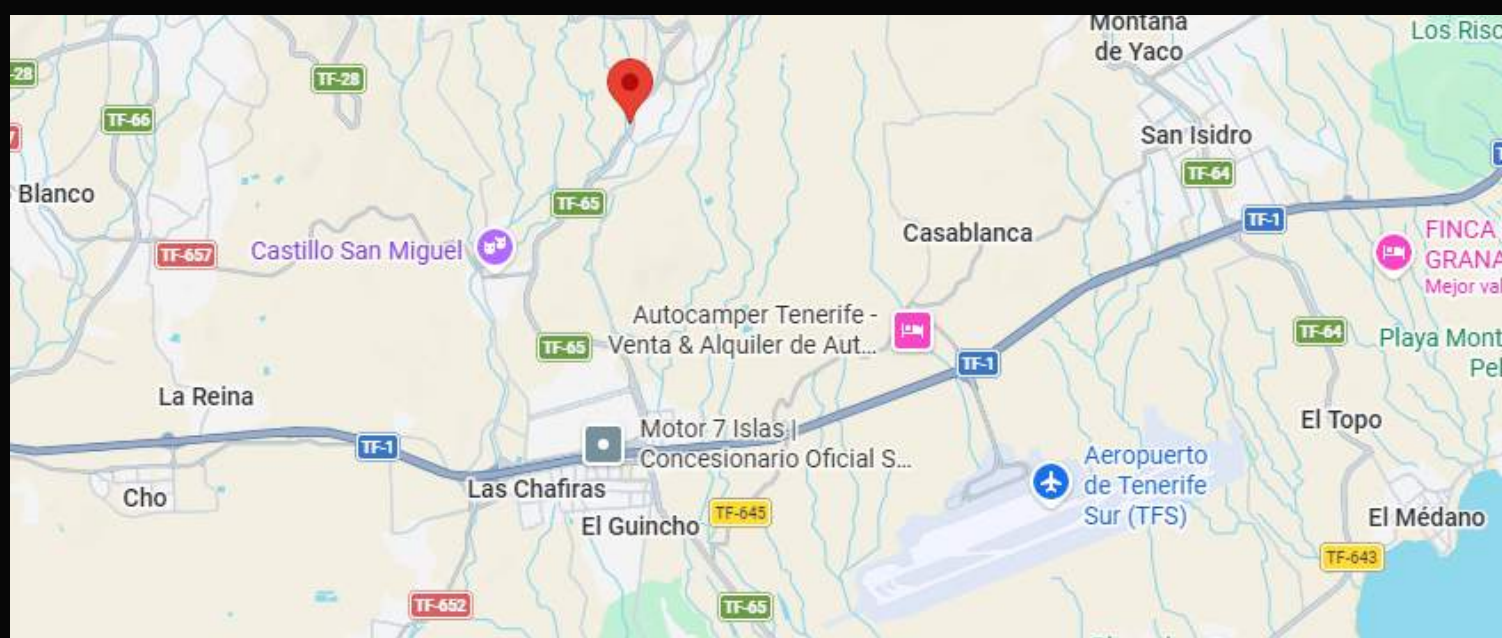 Montaña
de Yaco
Los Risc
-28
TF-28
TF-66
San Isidro
TF-64
Blanco
TF-65
TF-1
Casablanca
FINCA
GRANA
Mejor val
TF-657
Castillo San Miguel
Autocamper Tenerife -
Venta & Alquiler de Aut...
TF-65
TF-64
Playa Mont
Pel
TF-1
La Reina
El Topo
Motor 7 Islas |
Concesionario Oficial S...
TF-1
Aeropuerto
de Tenerife
Sur (TFS)
Cho
Las Chafiras
El Guincho
TF-645
El Médano
TF-643
TF-652
TF-65